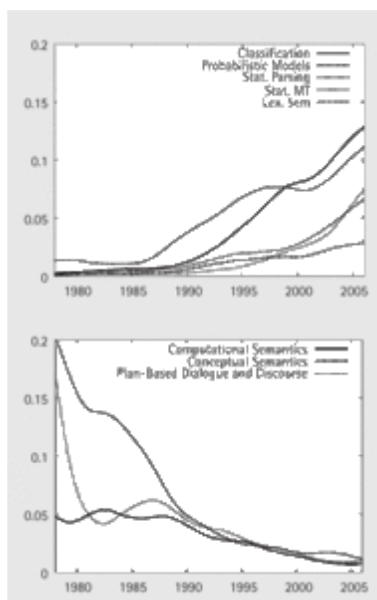 0.2
Classification
Probabilistic Models
Stat. Parsing
Stat. MT
Lex. Sem
0.15
0.1
0.05
0
1980 1985 1990 1995 2000 2005
0.2
Computational Semantics
Conceptual Semantics
Plan-Based Dialogue and Discourse
0.15
0.1
0.05
0
1980 1985 1990 1995 2000 2005